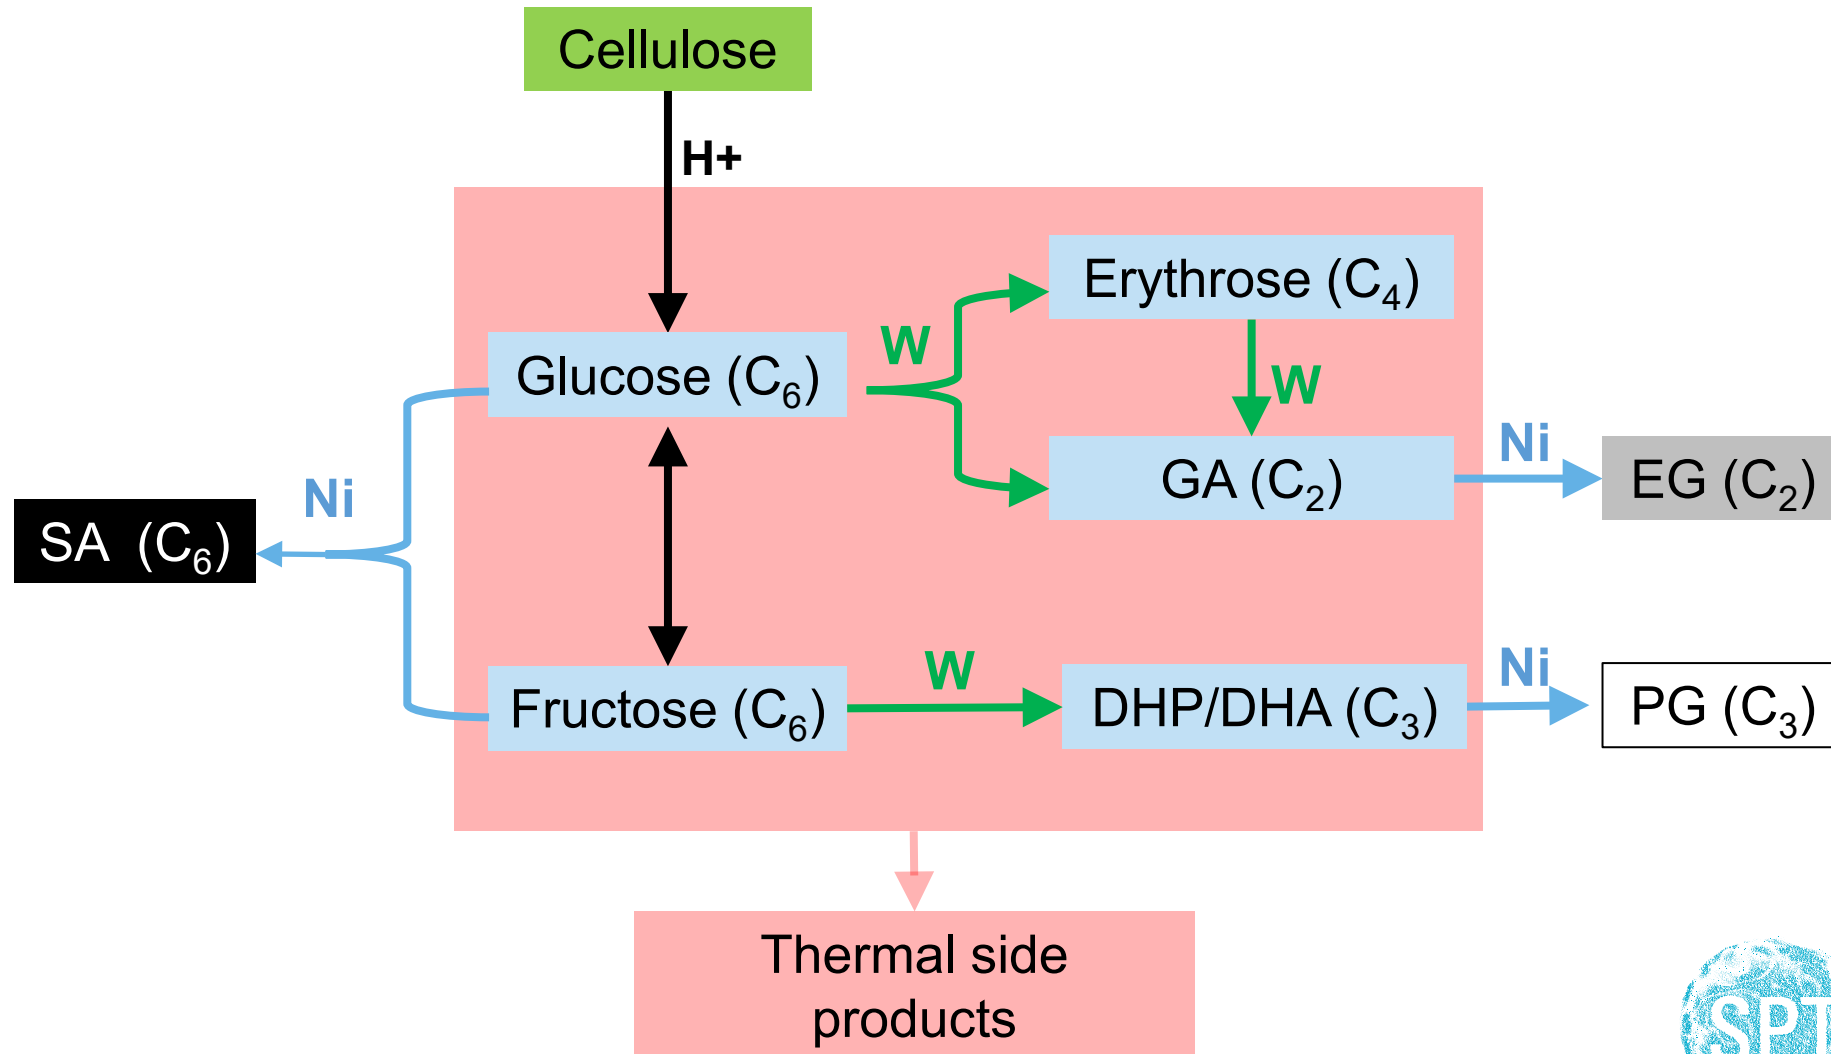 Cellulose
H+
Erythrose (C4)
W
Glucose (C6)
W
Ni
GA (C2)
EG (C2)
Ni
SA (C6)
W
Ni
Fructose (C6)
DHP/DHA (C3)
PG (C3)
Thermal side
products
SPT